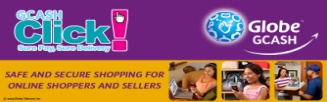 GCASH
Click!
Sure Pay, Sure Delivery
Globe
GCASH
SAFE AND SECURE SHOPPING FOR
ONLINE SHOPPERS AND SELLERS